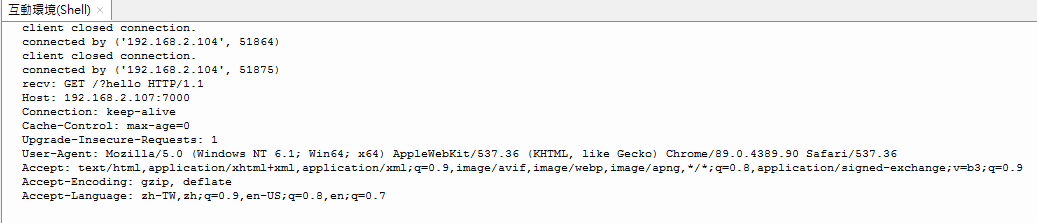 互動環境(Shell) ×
client closed connection.
connected by ('192.168.2.104', 51864)
client closed connection.
connected by ('192.168.2.104', 51875)
recv: GET /?hello HTTP/1.1
Host: 192.168.2.107:7000
Connection: keep-alive
Cache-Control: max-age=0
Upgrade-Insecure-Requests: 1
User-Agent: Mozilla/5.0 (Windows NT 6.1; Win64; x64) AppleWebKit/537.36 (KHTML, like Gecko) Chrome/89.0.4389.90 Safari/537.36
Accept: text/html,application/xhtml+xml,application/xml;q=0.9,image/avif,image/webp,image/apng,*/*;q=0.8,application/signed-exchange;v=b3;q=0.9
Accept-Encoding: gzip, deflate
Accept-Language: zh-TW,zh;q=0.9,en-US;q=0.8,en;q=0.7